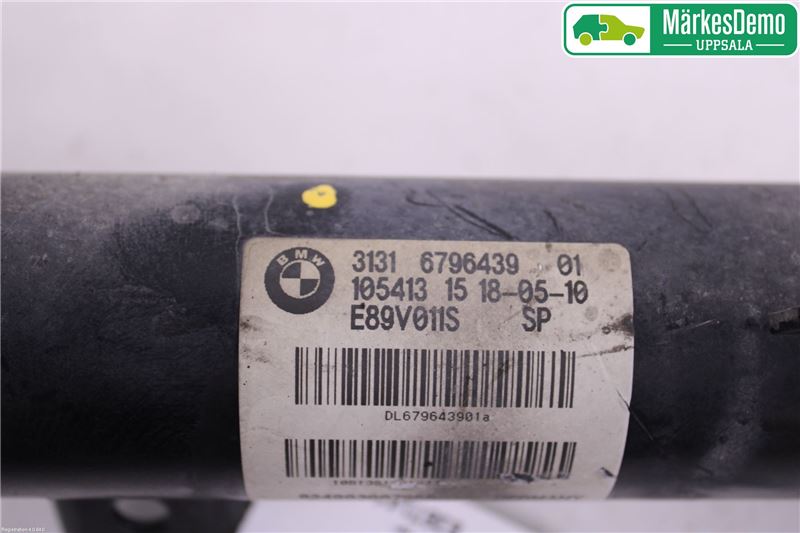 MärkesDemo
UPPSALA
BMW
3131 6796439 01
105413 15 18-05-10
E89V011S SP
DL679643901a